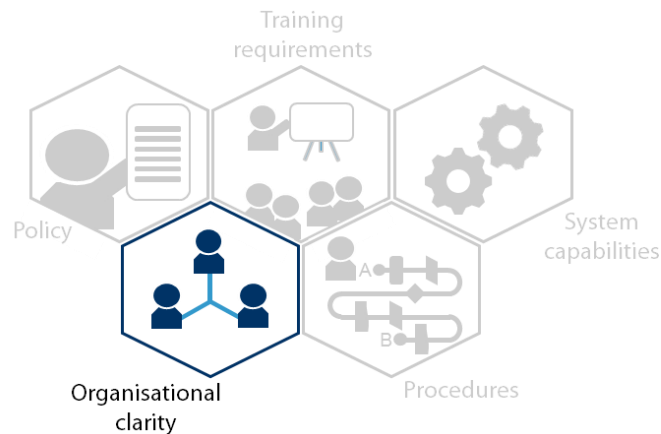 Training
requirements
Policy
System
capabilities
A
B
Organisational
clarity
Procedures